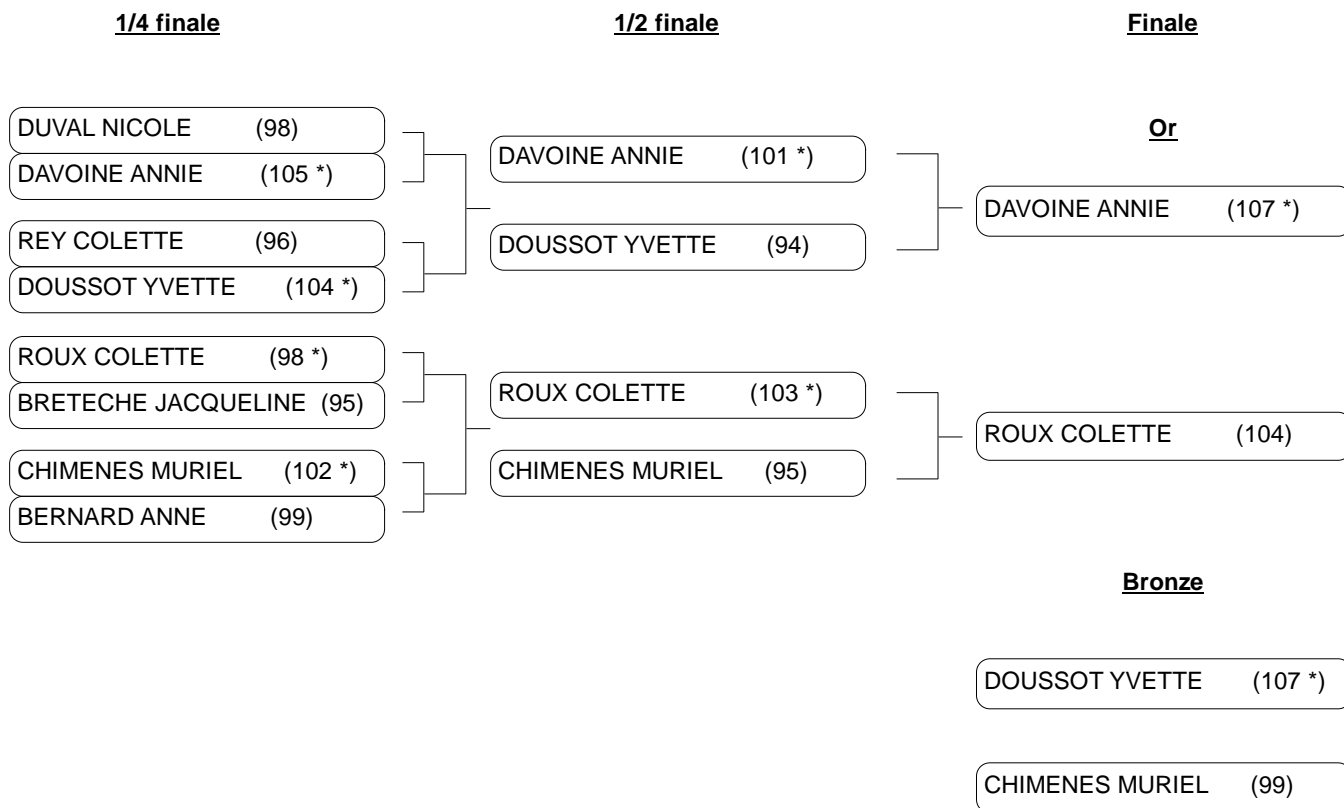 1/4 finale
1/2 finale
Finale
DUVAL NICOLE (98)
DAVOINE ANNIE (105 *)
REY COLETTE (96)
DOUSSOT YVETTE (104 *)
ROUX COLETTE (98 *)
BRETECHE JACQUELINE (95)
CHIMENES MURIEL (102 *)
BERNARD ANNE (99)
DAVOINE ANNIE (101 *)
DOUSSOT YVETTE (94)
ROUX COLETTE (103 *)
CHIMENES MURIEL (95)
Or
DAVOINE ANNIE (107 *)
ROUX COLETTE (104)
Bronze
DOUSSOT YVETTE (107 *)
CHIMENES MURIEL (99)